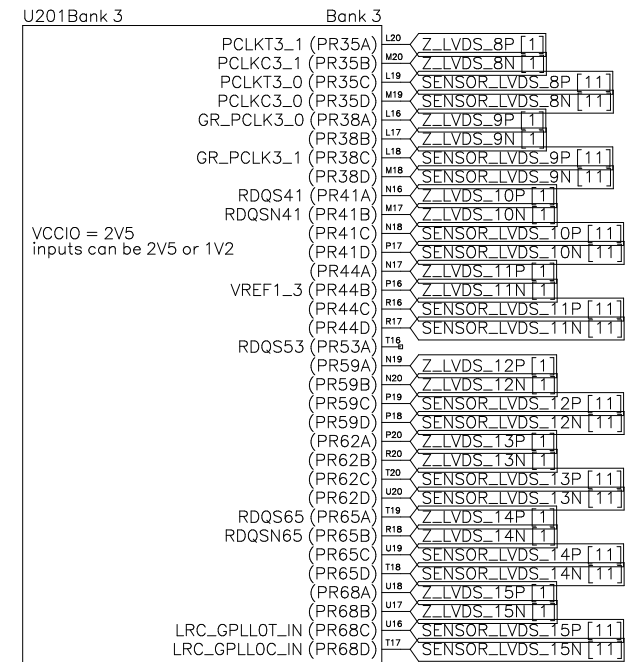 U201Bank 3 Bank 3
PCLKT3_1 (PR35A) L20 Z_LVDS_8P [1]
PCLKC3_1 (PR35B) M20 Z_LVDS_8N [1]
PCLKT3_0 (PR35C) L19 SENSOR_LVDS_8P [11]
PCLKC3_0 (PR35D) M19 SENSOR_LVDS_8N [11]
GR_PCLK3_0 (PR38A) L16 Z_LVDS_9P [1]
(PR38B) L17 Z_LVDS_9N [1]
GR_PCLK3_1 (PR38C) L18 SENSOR_LVDS_9P [11]
(PR38D) M18 SENSOR_LVDS_9N [11]
RDQS41 (PR41A) N16 Z_LVDS_10P [1]
RDQSN41 (PR41B) M17 Z_LVDS_10N [1]
VCCIO = 2V5 (PR41C) N18 SENSOR_LVDS_10P [11]
inputs can be 2V5 or 1V2 (PR41D) P17 SENSOR_LVDS_10N [11]
(PR44A) N17 Z_LVDS_11P [1]
VREF1_3 (PR44B) P16 Z_LVDS_11N [1]
(PR44C) R16 SENSOR_LVDS_11P [11]
(PR44D) R17 SENSOR_LVDS_11N [11]
RDQS53 (PR53A) T16
(PR59A) N19 Z_LVDS_12P [1]
(PR59B) N20 Z_LVDS_12N [1]
(PR59C) P19 SENSOR_LVDS_12P [11]
(PR59D) P18 SENSOR_LVDS_12N [11]
(PR62A) P20 Z_LVDS_13P [1]
(PR62B) R20 Z_LVDS_13N [1]
(PR62C) T20 SENSOR_LVDS_13P [11]
(PR62D) U20 SENSOR_LVDS_13N [11]
RDQS65 (PR65A) T19 Z_LVDS_14P [1]
RDQSN65 (PR65B) R18 Z_LVDS_14N [1]
(PR65C) U19 SENSOR_LVDS_14P [11]
(PR65D) T18 SENSOR_LVDS_14N [11]
(PR68A) U18 Z_LVDS_15P [1]
(PR68B) U17 Z_LVDS_15N [1]
LRC_GPLL0T_IN (PR68C) U16 SENSOR_LVDS_15P [11]
LRC_GPLL0C_IN (PR68D) T17 SENSOR_LVDS_15N [11]